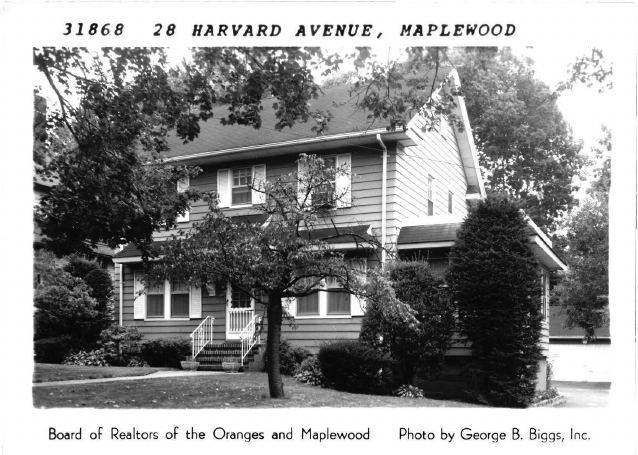 31868 28 HARVARD AVENUE, MAPLEWOOD
Board of Realtors of the Oranges and Maplewood Photo by George B. Biggs, Inc.